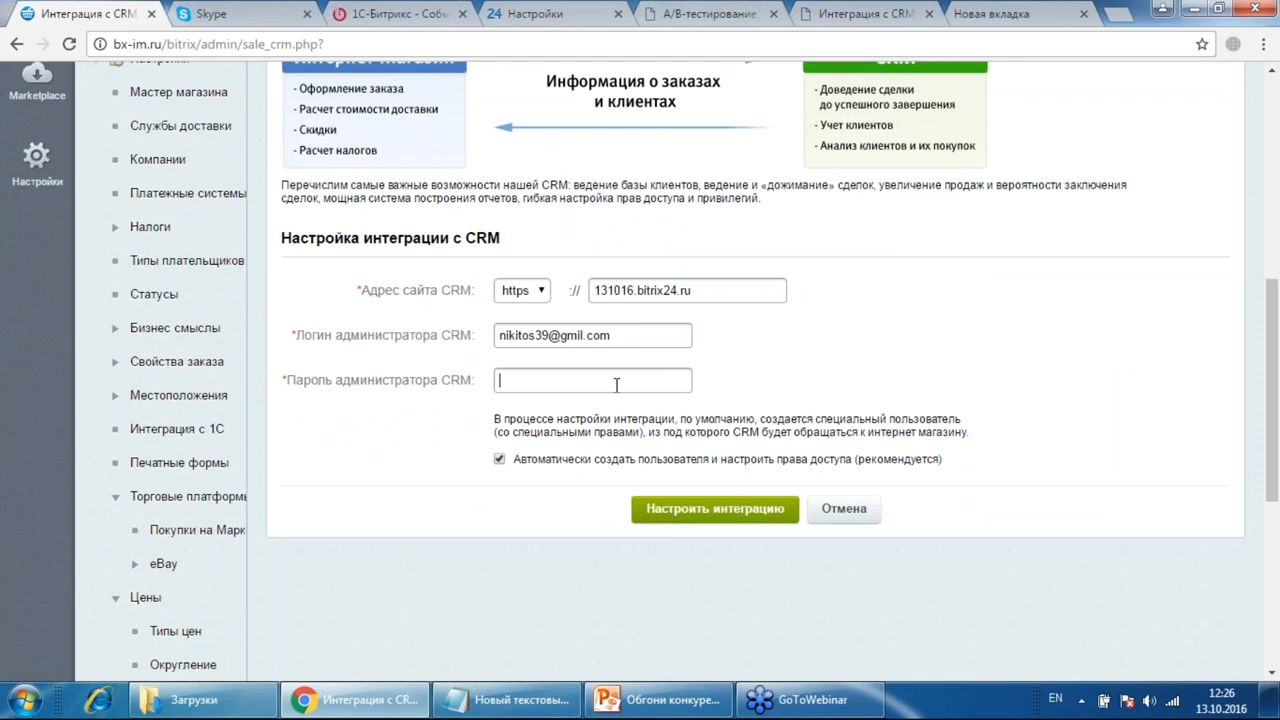 Интеграция с CRM
Skype
1С-Битрикс - Собы
24 Настройки
A/B-тестирование
Интеграция с CRM
Новая вкладка
bx-im.ru/bitrix/admin/sale_crm.php?
Marketplace
Настройки
Мастер магазина
Службы доставки
Компании
Платежные системы
Налоги
Типы плательщиков
Статусы
Бизнес смыслы
Свойства заказа
Местоположения
Интеграция с 1С
Печатные формы
Торговые платформы
Покупки на Марк
eBay
Цены
Типы цен
Округление
- Оформление заказа
- Расчет стоимости доставки
- Скидки
- Расчет налогов
Информация о заказах
и клиентах
- Доведение сделки
до успешного завершения
- Учет клиентов
- Анализ клиентов и их покупок
Перечислим самые важные возможности нашей CRM: ведение базы клиентов, ведение и «дожимание» сделок, увеличение продаж и вероятности заключения
сделок, мощная система построения отчетов, гибкая настройка прав доступа и привилегий.
Настройка интеграции с CRM
*Адрес сайта CRM: https :// 131016.bitrix24.ru
*Логин администратора CRM: nikitos39@gmil.com
*Пароль администратора CRM:
В процессе настройки интеграции, по умолчанию, создается специальный пользователь
(со специальными правами), из под которого CRM будет обращаться к интернет магазину.
Автоматически создать пользователя и настроить права доступа (рекомендуется)
Настроить интеграцию
Отмена
Загрузки
Интеграция с CR...
Новый текстовы...
Обгони конкуре...
GoToWebinar
EN
12:26
13.10.2016